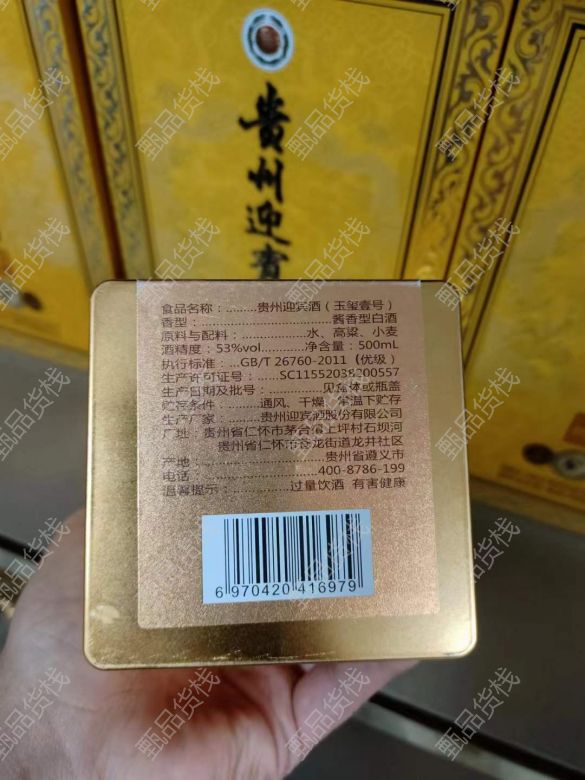 贵州迎宾
食品名称：.........贵州迎宾酒（玉玺壹号）
香型：....................................酱香型白酒
原料与配料：....................水、高粱、小麦
酒精度：53%vol............净含量：500mL
执行标准：...GB/T 26760-2011（优级）
生产许可证号：......SC11552038200557
生产日期及批号：...............见盒体或瓶盖
贮存条件：.........通风、干燥、常温下贮存
生产厂家：.........贵州迎宾酒股份有限公司
厂址：贵州省仁怀市茅台镇上坪村石坝河
贵州省仁怀市苍龙街道龙井社区
产地：..................................贵州省遵义市
电话：.................................400-8786-199
温馨提示：...............过量饮酒 有害健康
6 970420 416979
甄品货栈